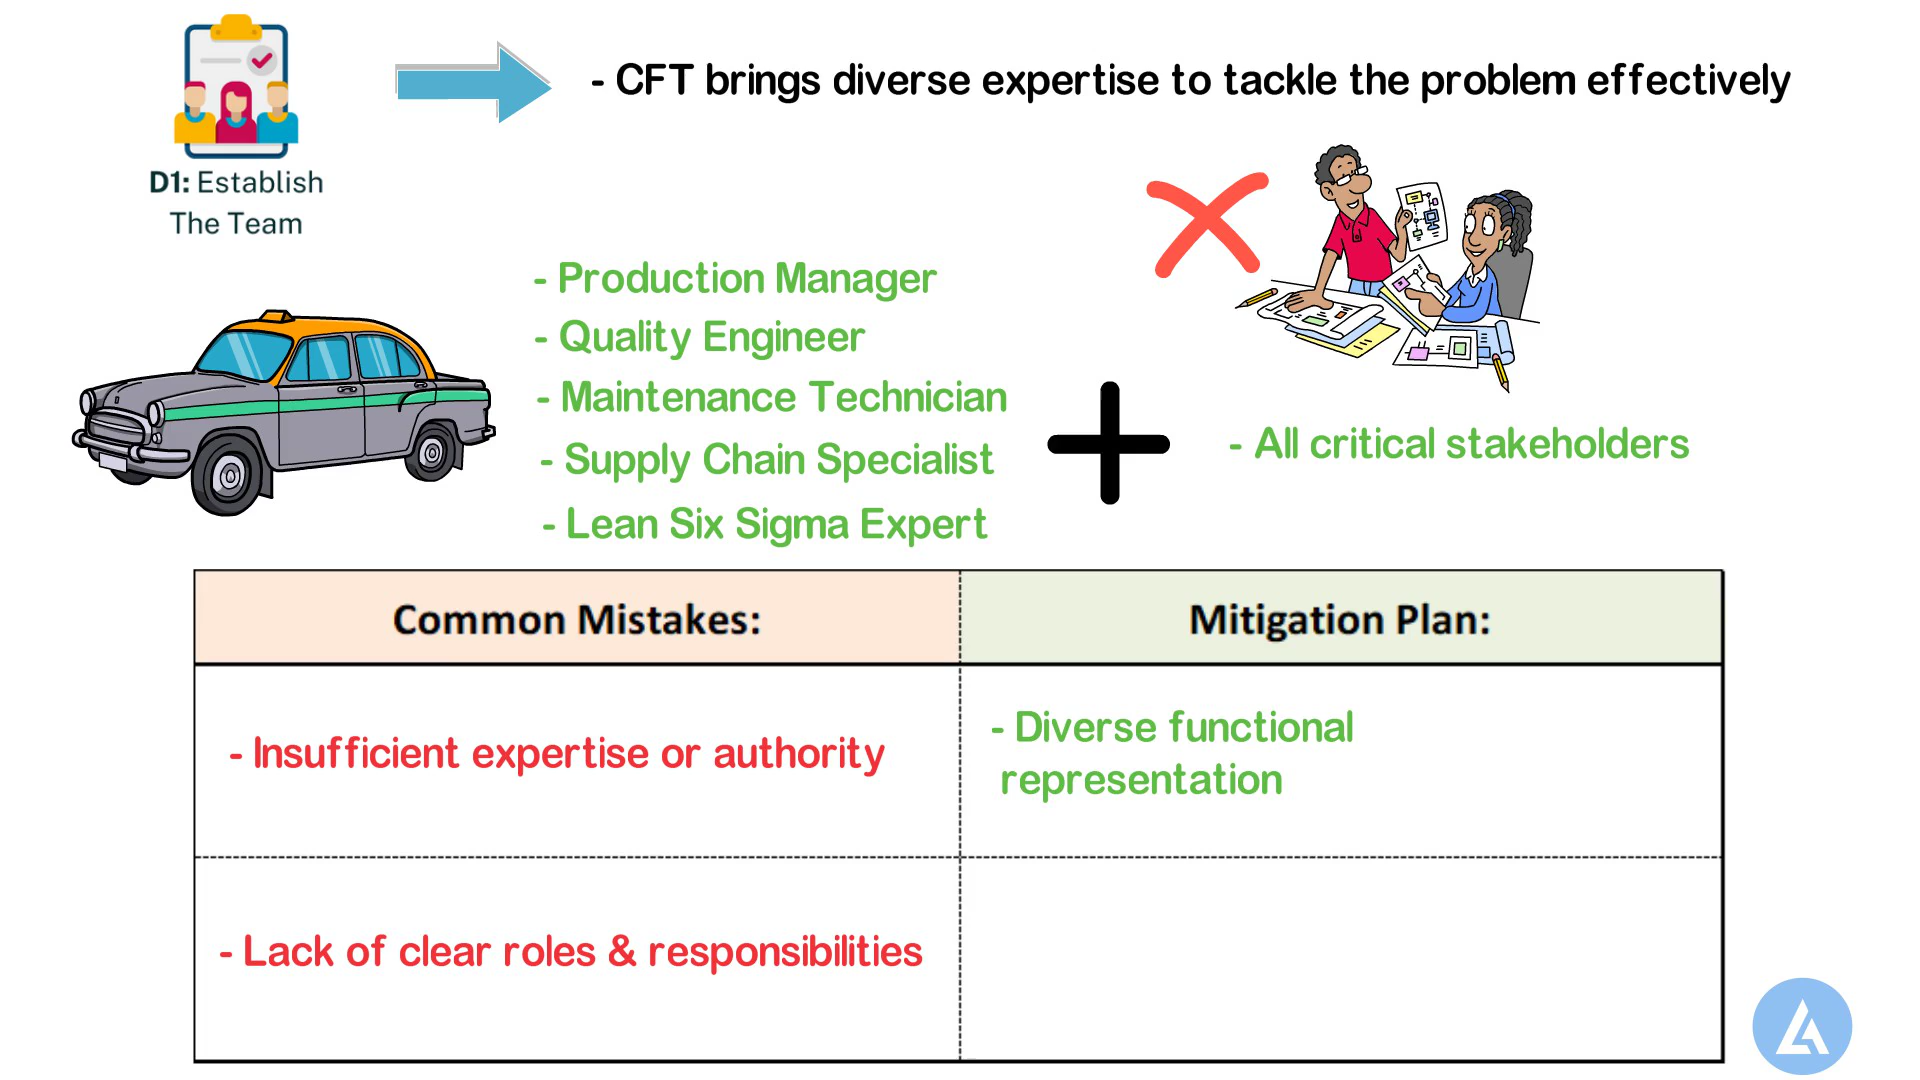 - CFT brings diverse expertise to tackle the problem effectively
D1: Establish
The Team
- Production Manager
- Quality Engineer
- Maintenance Technician
- Supply Chain Specialist
- Lean Six Sigma Expert
- All critical stakeholders
Common Mistakes:
Mitigation Plan:
- Insufficient expertise or authority
- Diverse functional
representation
- Lack of clear roles & responsibilities